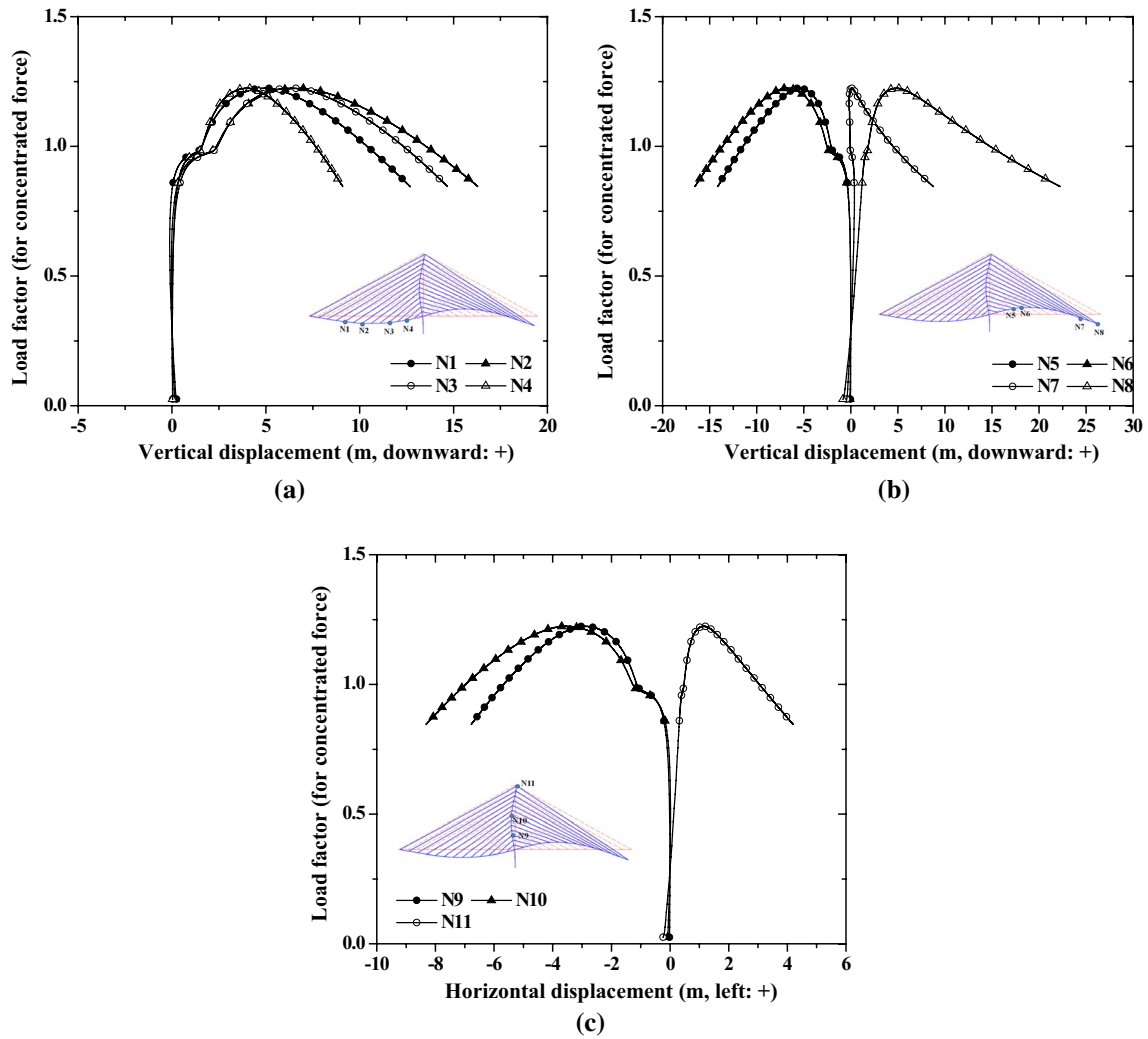 1.5
1.0
0.5
0.0
Load factor (for concentrated force)
N1 N2 N3 N4
N1 N2
N3 N4
-5 0 5 10 15 20
Vertical displacement (m, downward: +)
(a)
1.5
1.0
0.5
0.0
Load factor (for concentrated force)
N5 N6 N7 N8
N5 N6
N7 N8
-20 -15 -10 -5 0 5 10 15 20 25 30
Vertical displacement (m, downward: +)
(b)
1.5
1.0
0.5
0.0
Load factor (for concentrated force)
N11
N10
N9
N9 N10
N11
-10 -8 -6 -4 -2 0 2 4 6
Horizontal displacement (m, left: +)
(c)